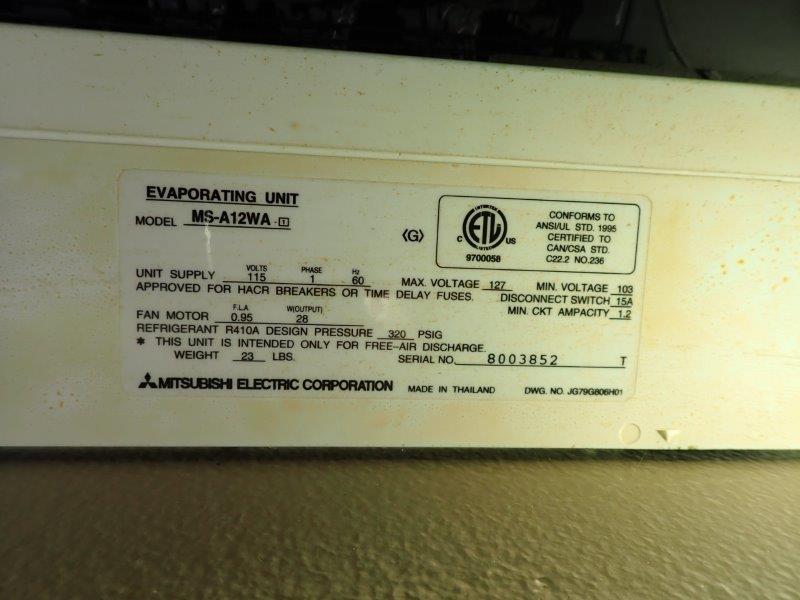 EVAPORATING UNIT
MODEL MS-A12WA - 1
(G)
INTERTEK
ETL
C US
9700058
CONFORMS TO
ANSI/UL STD. 1995
CERTIFIED TO
CAN/CSA STD.
C22.2 NO.236
VOLTS PHASE Hz
UNIT SUPPLY 115 1 60 MAX. VOLTAGE 127 MIN. VOLTAGE 103
APPROVED FOR HACR BREAKERS OR TIME DELAY FUSES. DISCONNECT SWITCH 15A
F.L.A W(OUTPUT) MIN. CKT AMPACITY 1.2
FAN MOTOR 0.95 28
REFRIGERANT R410A DESIGN PRESSURE 320 PSIG
* THIS UNIT IS INTENDED ONLY FOR FREE-AIR DISCHARGE.
WEIGHT 23 LBS. SERIAL NO. 8003852 T
MITSUBISHI ELECTRIC CORPORATION MADE IN THAILAND DWG. NO. JG79G806H01